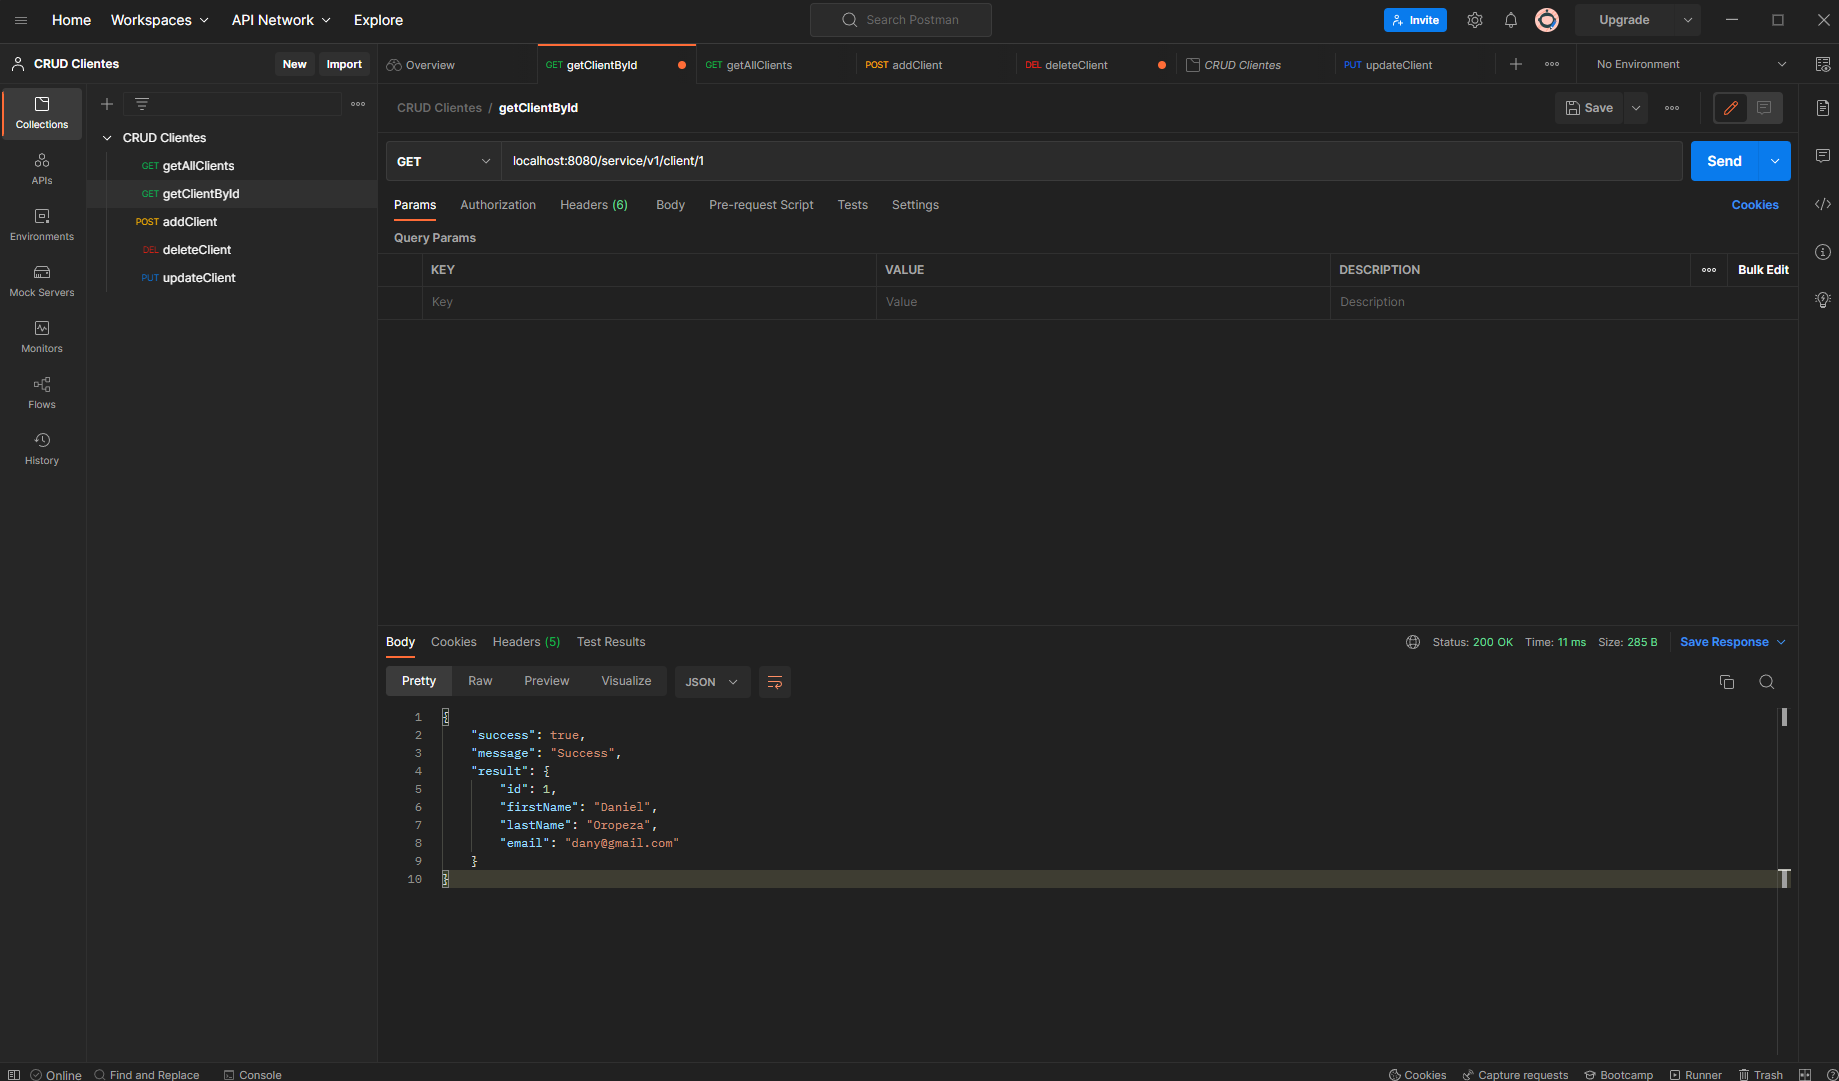 Home Workspaces API Network Explore Search Postman Invite Upgrade
CRUD Clientes New Import
Overview GET getClientById GET getAllClients POST addClient DEL deleteClient CRUD Clientes PUT updateClient No Environment
Collections
APIs
Environments
Mock Servers
Monitors
Flows
History
CRUD Clientes
GET getAllClients
GET getClientById
POST addClient
DEL deleteClient
PUT updateClient
CRUD Clientes / getClientById Save
GET localhost:8080/service/v1/client/1 Send
Params Authorization Headers (6) Body Pre-request Script Tests Settings Cookies
Query Params
KEY VALUE DESCRIPTION Bulk Edit
Key Value Description
Body Cookies Headers (5) Test Results Status: 200 OK Time: 11 ms Size: 285 B Save Response
Pretty Raw Preview Visualize JSON
1 {
2 "success": true,
3 "message": "Success",
4 "result": {
5 "id": 1,
6 "firstName": "Daniel",
7 "lastName": "Oropeza",
8 "email": "dany@gmail.com"
9 }
10 }
Online Find and Replace Console Cookies Capture requests Bootcamp Runner Trash